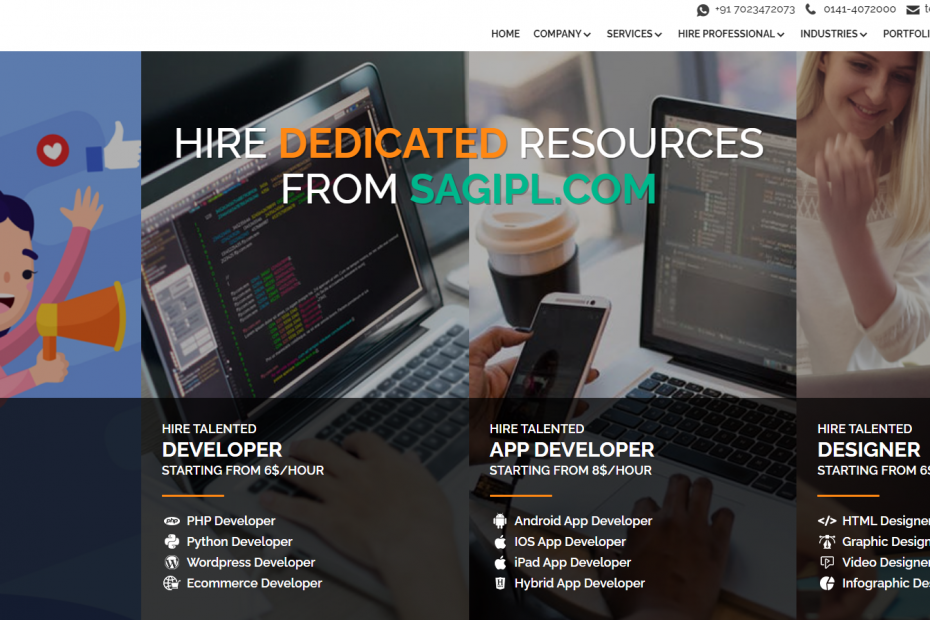 +91 7023472073 0141-4072000
HOME COMPANY SERVICES HIRE PROFESSIONAL INDUSTRIES PORTFOLI
HIRE DEDICATED RESOURCES
FROM SAGIPL.COM
HIRE TALENTED
DEVELOPER
STARTING FROM 6$/HOUR
PHP Developer
Python Developer
Wordpress Developer
Ecommerce Developer
HIRE TALENTED
APP DEVELOPER
STARTING FROM 8$/HOUR
Android App Developer
IOS App Developer
iPad App Developer
Hybrid App Developer
HIRE TALENTED
DESIGNER
STARTING FROM 6$
HTML Designer
Graphic Design
Video Designer
Infographic De